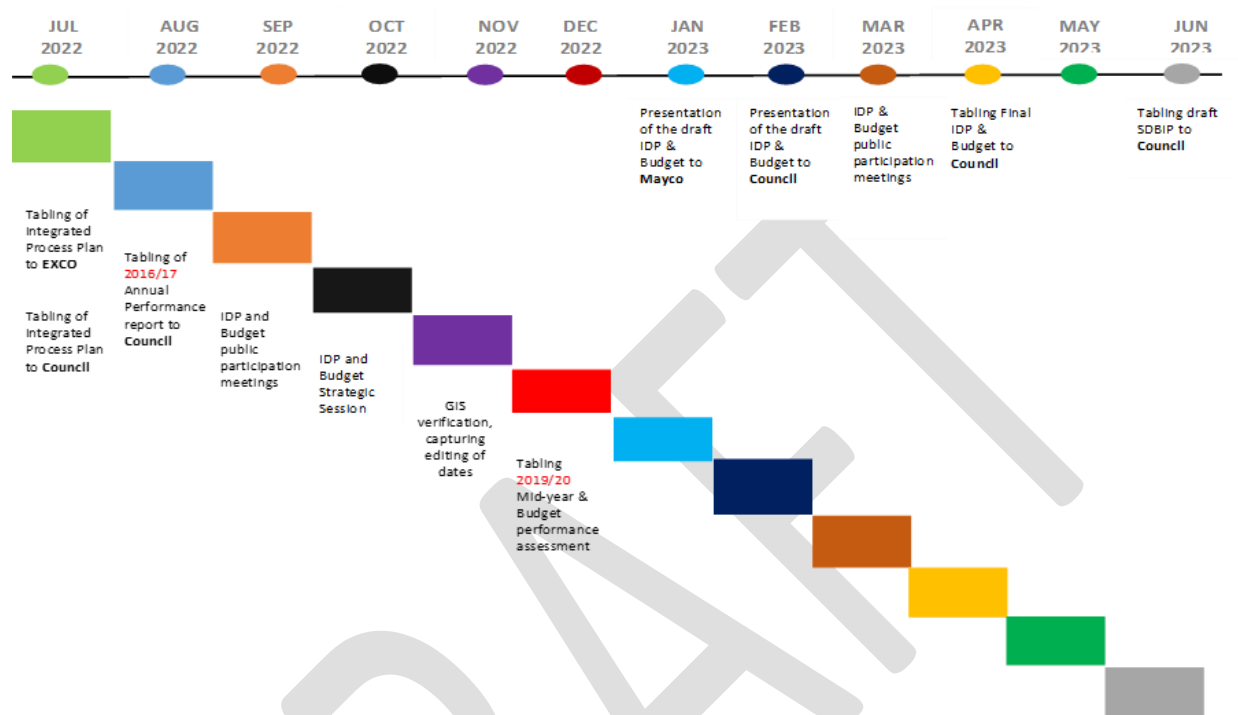 JUL
2022
AUG
2022
SEP
2022
OCT
2022
NOV
2022
DEC
2022
JAN
2023
FEB
2023
MAR
2023
APR
2023
MAY
2023
JUN
2023
Tabling of
Integrated
Process Plan
to EXCO
Tabling of
Integrated
Process Plan
to Council
Tabling of
2016/17
Annual
Performance
report to
Council
IDP and
Budget
public
participation
meetings
IDP and
Budget
Strategic
Session
GIS
verification,
capturing
editing of
dates
Tabling
2019/20
Mid-year &
Budget
performance
assessment
Presentation
of the draft
IDP &
Budget to
Mayco
Presentation
of the draft
IDP &
Budget to
Council
IDP &
Budget
public
participation
meetings
Tabling Final
IDP &
Budget to
Council
Tabling draft
SDBIP to
Council
DRAFT